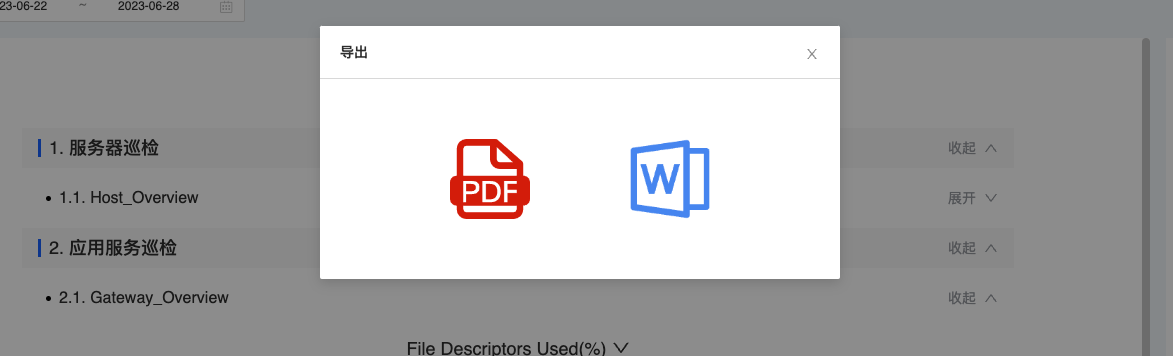 23-06-22 ~ 2023-06-28
导出
PDF
W
1. 服务器巡检 收起
1.1. Host_Overview 展开
2. 应用服务巡检 收起
2.1. Gateway_Overview 收起
File Descriptors Used(%)